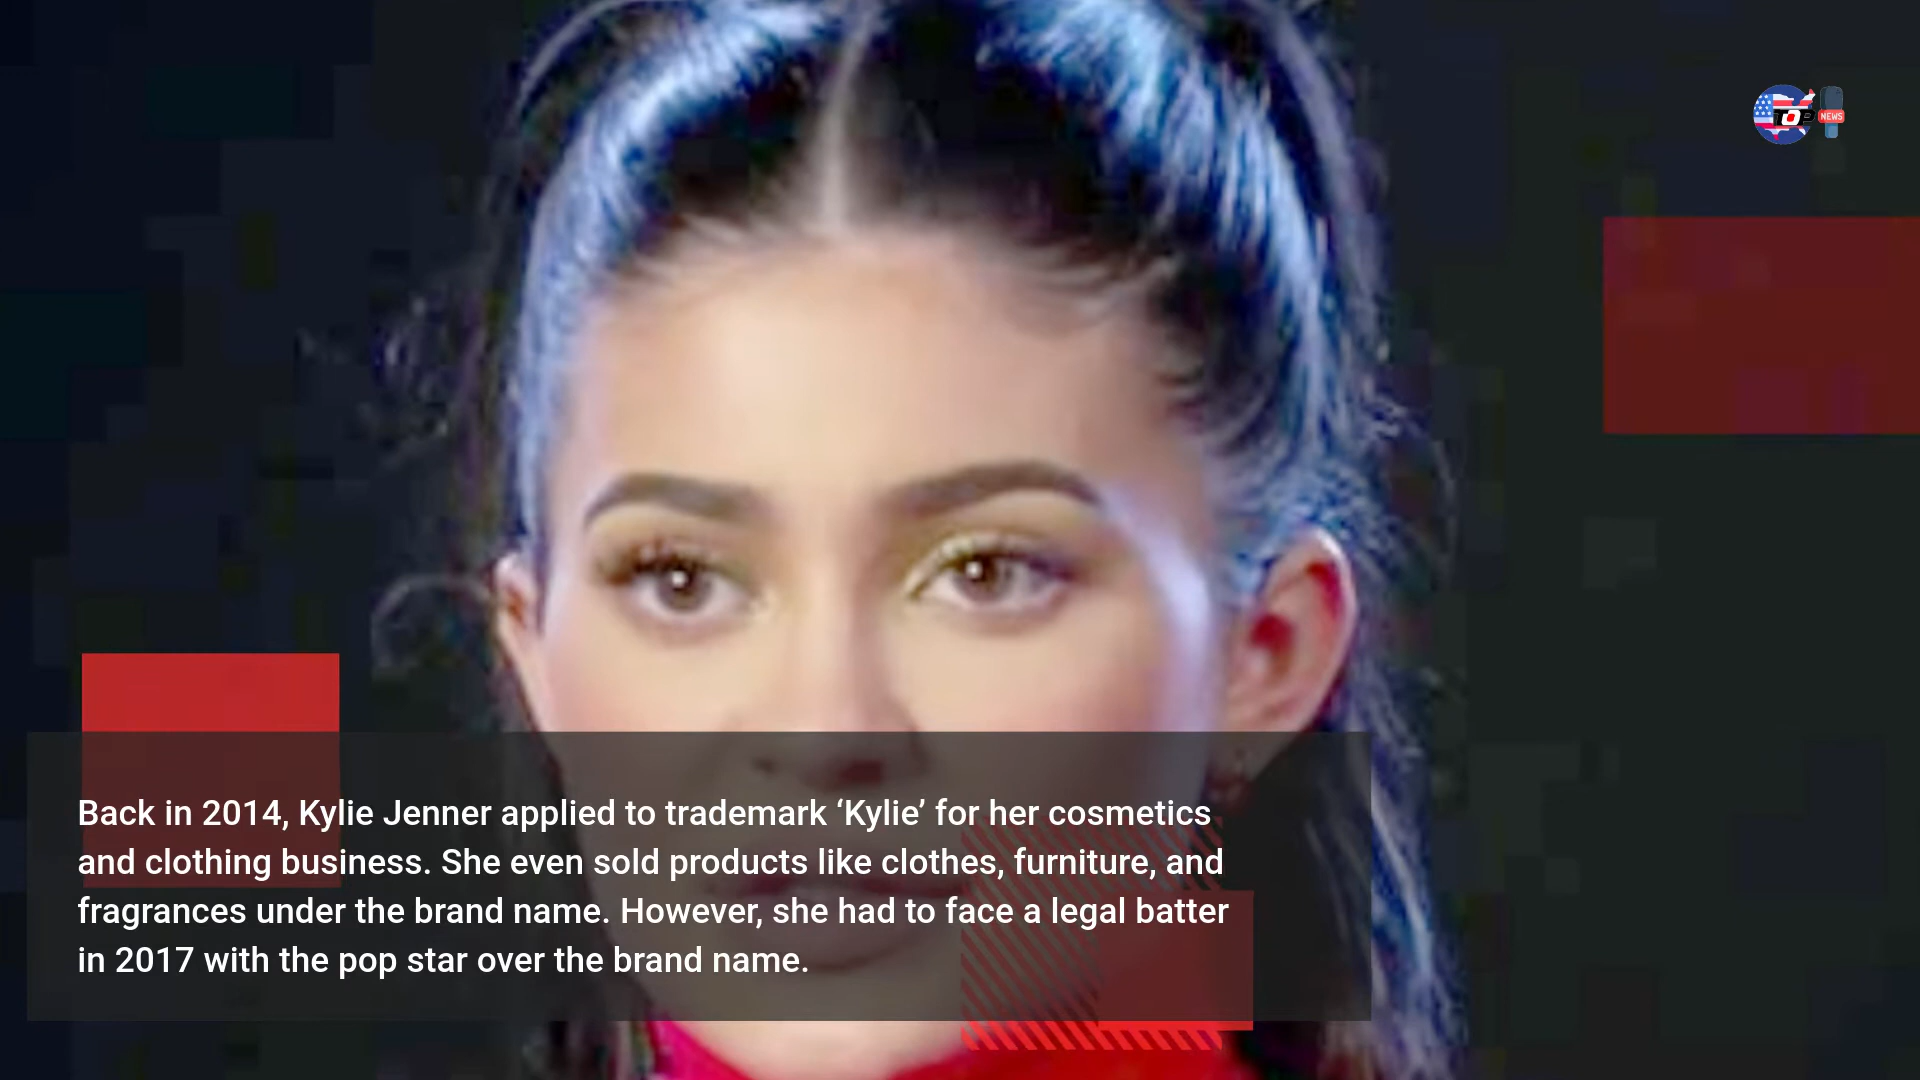 TOP
NEWS
Back in 2014, Kylie Jenner applied to trademark ‘Kylie’ for her cosmetics
and clothing business. She even sold products like clothes, furniture, and
fragrances under the brand name. However, she had to face a legal batter
in 2017 with the pop star over the brand name.